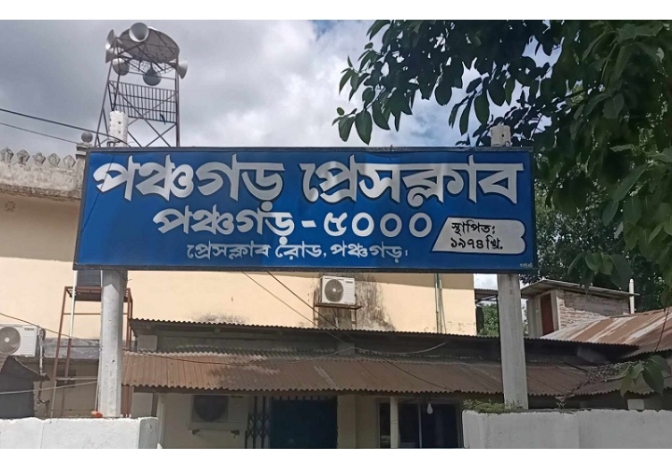 পঞ্চগড় প্রেসক্লাব
পঞ্চগড়-৫০০০
স্থাপিত:
১৯৭৪খ্রি.
প্রেসক্লাব রোড, পঞ্চগড়।